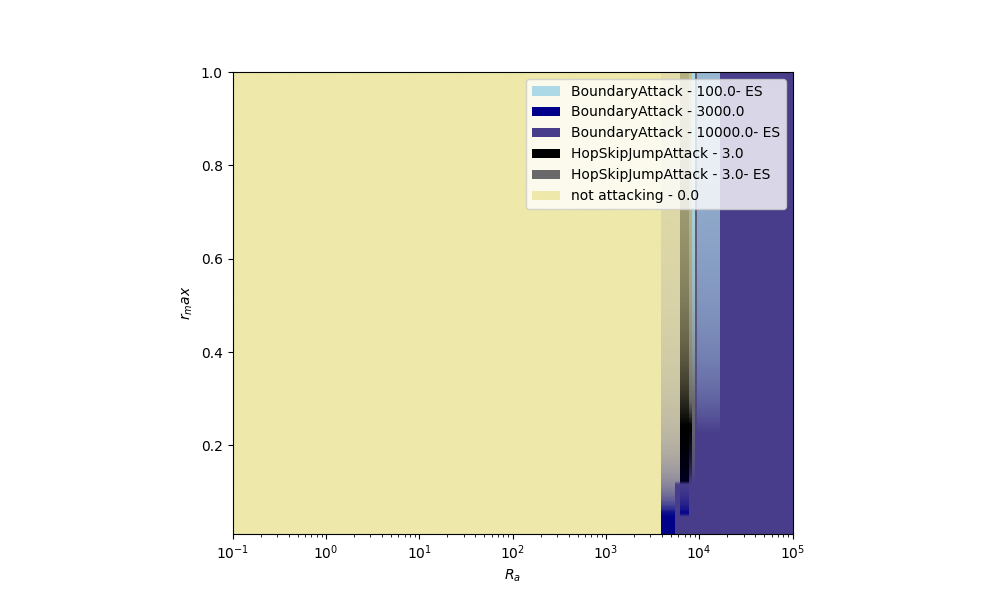 1.0
0.8
0.6
0.4
0.2
r_max
BoundaryAttack - 100.0- ES
BoundaryAttack - 3000.0
BoundaryAttack - 10000.0- ES
HopSkipJumpAttack - 3.0
HopSkipJumpAttack - 3.0- ES
not attacking - 0.0
10^−1 10^0 10^1 10^2 10^3 10^4 10^5
R_a